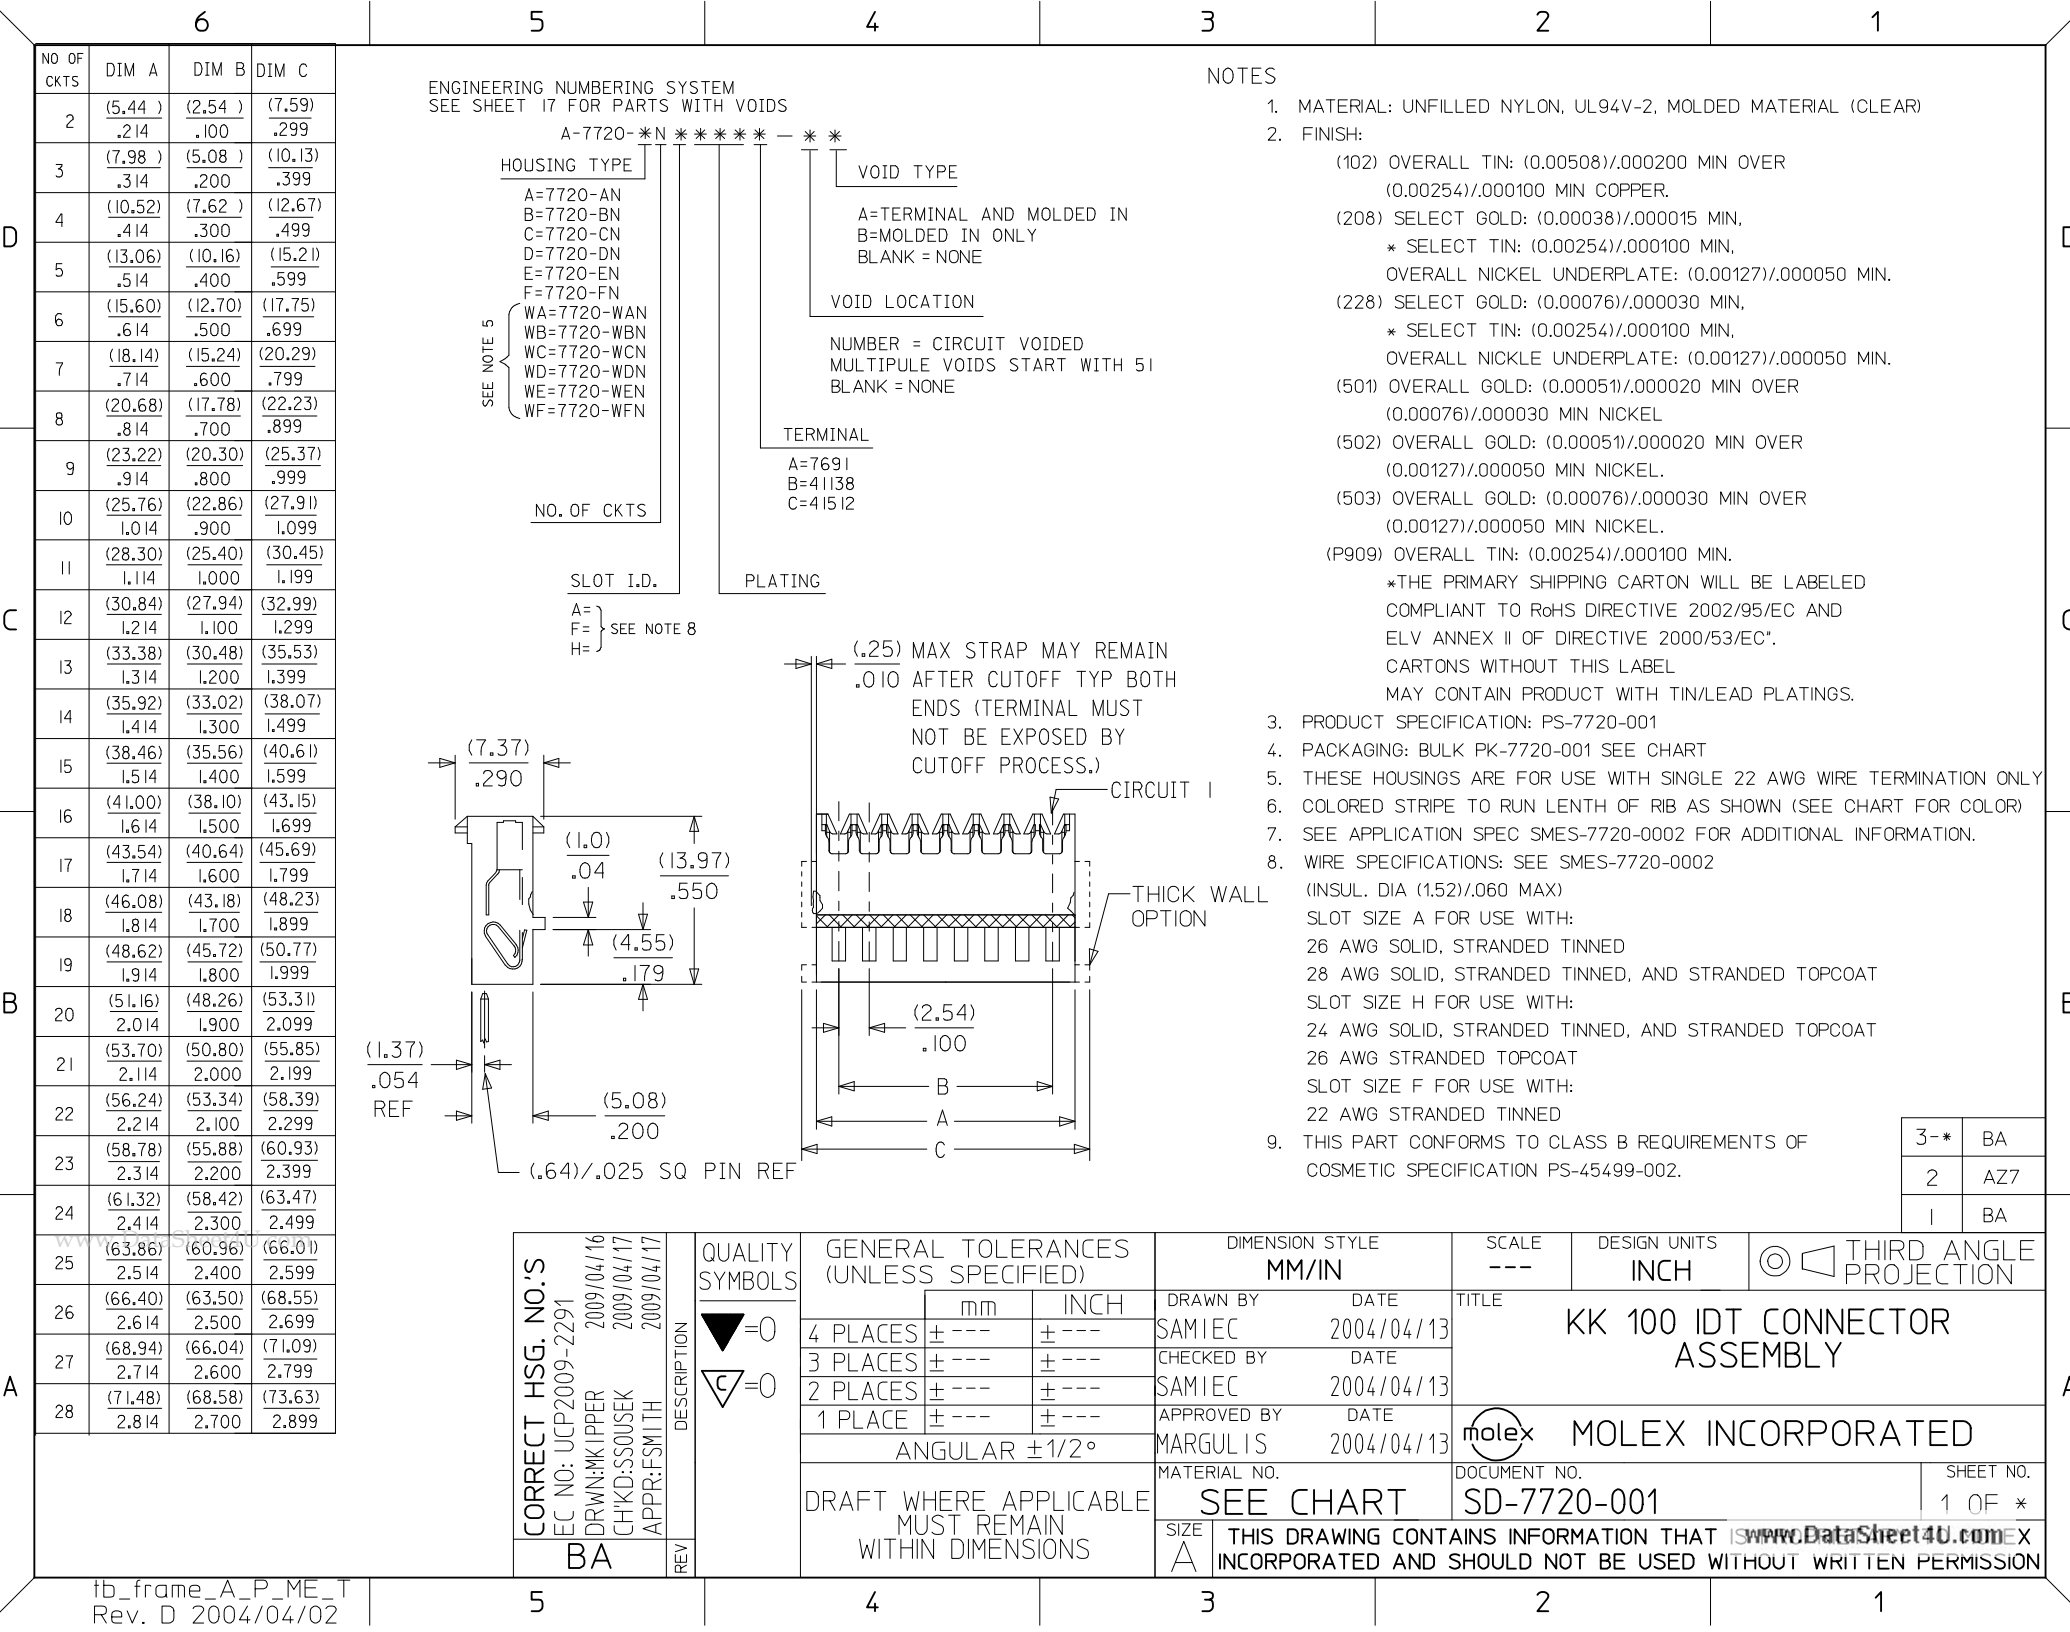 6 5 4 3 2 1
NO OF CKTS DIM A DIM B DIM C
2 (5.44 ) .214 (2.54 ) .100 (7.59) .299
3 (7.98 ) .314 (5.08 ) .200 (10.13) .399
4 (10.52) .414 (7.62 ) .300 (12.67) .499
5 (13.06) .514 (10.16) .400 (15.21) .599
6 (15.60) .614 (12.70) .500 (17.75) .699
7 (18.14) .714 (15.24) .600 (20.29) .799
8 (20.68) .814 (17.78) .700 (22.23) .899
9 (23.22) .914 (20.30) .800 (25.37) .999
10 (25.76) 1.014 (22.86) .900 (27.91) 1.099
11 (28.30) 1.114 (25.40) 1.000 (30.45) 1.199
12 (30.84) 1.214 (27.94) 1.100 (32.99) 1.299
13 (33.38) 1.314 (30.48) 1.200 (35.53) 1.399
14 (35.92) 1.414 (33.02) 1.300 (38.07) 1.499
15 (38.46) 1.514 (35.56) 1.400 (40.61) 1.599
16 (41.00) 1.614 (38.10) 1.500 (43.15) 1.699
17 (43.54) 1.714 (40.64) 1.600 (45.69) 1.799
18 (46.08) 1.814 (43.18) 1.700 (48.23) 1.899
19 (48.62) 1.914 (45.72) 1.800 (50.77) 1.999
20 (51.16) 2.014 (48.26) 1.900 (53.31) 2.099
21 (53.70) 2.114 (50.80) 2.000 (55.85) 2.199
22 (56.24) 2.214 (53.34) 2.100 (58.39) 2.299
23 (58.78) 2.314 (55.88) 2.200 (60.93) 2.399
24 (61.32) 2.414 (58.42) 2.300 (63.47) 2.499
www.DataSheet4U.com
25 (63.86) 2.514 (60.96) 2.400 (66.01) 2.599
26 (66.40) 2.614 (63.50) 2.500 (68.55) 2.699
27 (68.94) 2.714 (66.04) 2.600 (71.09) 2.799
28 (71.48) 2.814 (68.58) 2.700 (73.63) 2.899
D
C
B
A
ENGINEERING NUMBERING SYSTEM
SEE SHEET 17 FOR PARTS WITH VOIDS
A-7720-*N * * * * * — * *
HOUSING TYPE
A=7720-AN
B=7720-BN
C=7720-CN
D=7720-DN
E=7720-EN
F=7720-FN
WA=7720-WAN
WB=7720-WBN
WC=7720-WCN
WD=7720-WDN
WE=7720-WEN
WF=7720-WFN
SEE NOTE 5
NO. OF CKTS
SLOT I.D.
A=
F=
H=
SEE NOTE 8
VOID TYPE
A=TERMINAL AND MOLDED IN
B=MOLDED IN ONLY
BLANK = NONE
VOID LOCATION
NUMBER = CIRCUIT VOIDED
MULTIPULE VOIDS START WITH 51
BLANK = NONE
TERMINAL
A=7691
B=41138
C=41512
PLATING
(.25) .010
MAX STRAP MAY REMAIN
AFTER CUTOFF TYP BOTH
ENDS (TERMINAL MUST
NOT BE EXPOSED BY
CUTOFF PROCESS.)
CIRCUIT 1
THICK WALL
OPTION
(7.37) .290
(1.0) .04
(13.97) .550
(4.55) .179
(1.37) .054 REF
(5.08) .200
(.64)/.025 SQ PIN REF
(2.54) .100
B
A
C
NOTES
1. MATERIAL: UNFILLED NYLON, UL94V-2, MOLDED MATERIAL (CLEAR)
2. FINISH:
(102) OVERALL TIN: (0.00508)/.000200 MIN OVER
(0.00254)/.000100 MIN COPPER.
(208) SELECT GOLD: (0.00038)/.000015 MIN,
* SELECT TIN: (0.00254)/.000100 MIN,
OVERALL NICKEL UNDERPLATE: (0.00127)/.000050 MIN.
(228) SELECT GOLD: (0.00076)/.000030 MIN,
* SELECT TIN: (0.00254)/.000100 MIN,
OVERALL NICKLE UNDERPLATE: (0.00127)/.000050 MIN.
(501) OVERALL GOLD: (0.00051)/.000020 MIN OVER
(0.00076)/.000030 MIN NICKEL
(502) OVERALL GOLD: (0.00051)/.000020 MIN OVER
(0.00127)/.000050 MIN NICKEL.
(503) OVERALL GOLD: (0.00076)/.000030 MIN OVER
(0.00127)/.000050 MIN NICKEL.
(P909) OVERALL TIN: (0.00254)/.000100 MIN.
*THE PRIMARY SHIPPING CARTON WILL BE LABELED
COMPLIANT TO RoHS DIRECTIVE 2002/95/EC AND
ELV ANNEX II OF DIRECTIVE 2000/53/EC".
CARTONS WITHOUT THIS LABEL
MAY CONTAIN PRODUCT WITH TIN/LEAD PLATINGS.
3. PRODUCT SPECIFICATION: PS-7720-001
4. PACKAGING: BULK PK-7720-001 SEE CHART
5. THESE HOUSINGS ARE FOR USE WITH SINGLE 22 AWG WIRE TERMINATION ONLY
6. COLORED STRIPE TO RUN LENTH OF RIB AS SHOWN (SEE CHART FOR COLOR)
7. SEE APPLICATION SPEC SMES-7720-0002 FOR ADDITIONAL INFORMATION.
8. WIRE SPECIFICATIONS: SEE SMES-7720-0002
(INSUL. DIA (1.52)/.060 MAX)
SLOT SIZE A FOR USE WITH:
26 AWG SOLID, STRANDED TINNED
28 AWG SOLID, STRANDED TINNED, AND STRANDED TOPCOAT
SLOT SIZE H FOR USE WITH:
24 AWG SOLID, STRANDED TINNED, AND STRANDED TOPCOAT
26 AWG STRANDED TOPCOAT
SLOT SIZE F FOR USE WITH:
22 AWG STRANDED TINNED
9. THIS PART CONFORMS TO CLASS B REQUIREMENTS OF
COSMETIC SPECIFICATION PS-45499-002.
3-* BA
2 AZ7
1 BA
CORRECT HSG. NO.'S
EC NO: UCP2009-2291
DRWN:MKIPPER 2009/04/16
CH'KD:SSOUSEK 2009/04/17
APPR:FSMITH 2009/04/17
DESCRIPTION
BA
REV
QUALITY SYMBOLS
=0
C =0
GENERAL TOLERANCES
(UNLESS SPECIFIED)
mm INCH
4 PLACES ± --- ± ---
3 PLACES ± --- ± ---
2 PLACES ± --- ± ---
1 PLACE ± --- ± ---
ANGULAR ±1/2°
DRAFT WHERE APPLICABLE
MUST REMAIN
WITHIN DIMENSIONS
DIMENSION STYLE
MM/IN
SCALE
---
DESIGN UNITS
INCH
THIRD ANGLE
PROJECTION
DRAWN BY DATE
SAMIEC 2004/04/13
CHECKED BY DATE
SAMIEC 2004/04/13
APPROVED BY DATE
MARGULIS 2004/04/13
TITLE
KK 100 IDT CONNECTOR
ASSEMBLY
molex
MOLEX INCORPORATED
MATERIAL NO.
SEE CHART
DOCUMENT NO.
SD-7720-001
SHEET NO.
1 OF *
SIZE
A
THIS DRAWING CONTAINS INFORMATION THAT
www.DataSheet4U.com
INCORPORATED AND SHOULD NOT BE USED WITHOUT WRITTEN PERMISSION
tb_frame_A_P_ME_T
Rev. D 2004/04/02
5 4 3 2 1